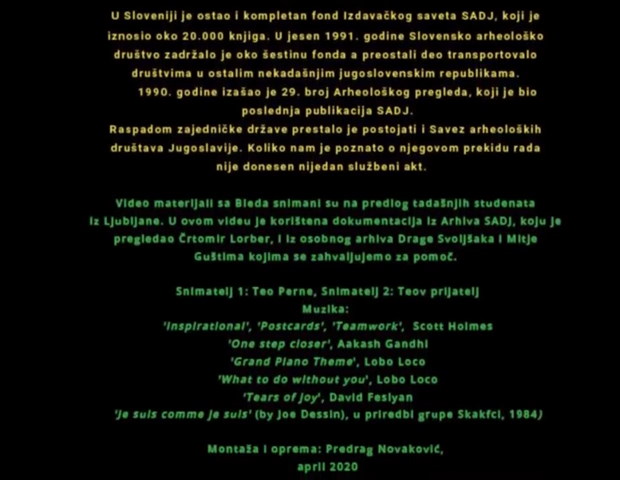 U Sloveniji je ostao i kompletan fond Izdavačkog saveta SADJ, koji je
iznosio oko 20.000 knjiga. U jesen 1991. godine Slovensko arheološko
društvo zadržalo je oko šestinu fonda a preostali deo transportovalo
društvima u ostalim nekadašnjim jugoslovenskim republikama.
1990. godine izašao je 29. broj Arheološkog pregleda, koji je bio
poslednja publikacija SADJ.
Raspadom zajedničke države prestalo je postojati i Savez arheoloških
društava Jugoslavije. Koliko nam je poznato o njegovom prekidu rada
nije donesen nijedan službeni akt.
Video materijali sa Bleda snimani su na predlog tadašnjih studenata
iz Ljubljane. U ovom videu je korištena dokumentacija iz Arhiva SADJ, koju je
pregledao Črtomir Lorber, i iz osobnog arhiva Drage Svoljšaka i Mitje
Guština kojima se zahvaljujemo za pomoč.
Snimatelj 1: Teo Perne, Snimatelj 2: Teov prijatelj
Muzika:
'Inspirational', 'Postcards', 'Teamwork', Scott Holmes
'One step closer', Aakash Gandhi
'Grand Piano Theme', Lobo Loco
'What to do without you', Lobo Loco
'Tears of joy', David Feslyan
'Je suis comme je suis' (by Joe Dessin), u priredbi grupe Skakfci, 1984)
Montaža i oprema: Predrag Novaković,
april 2020